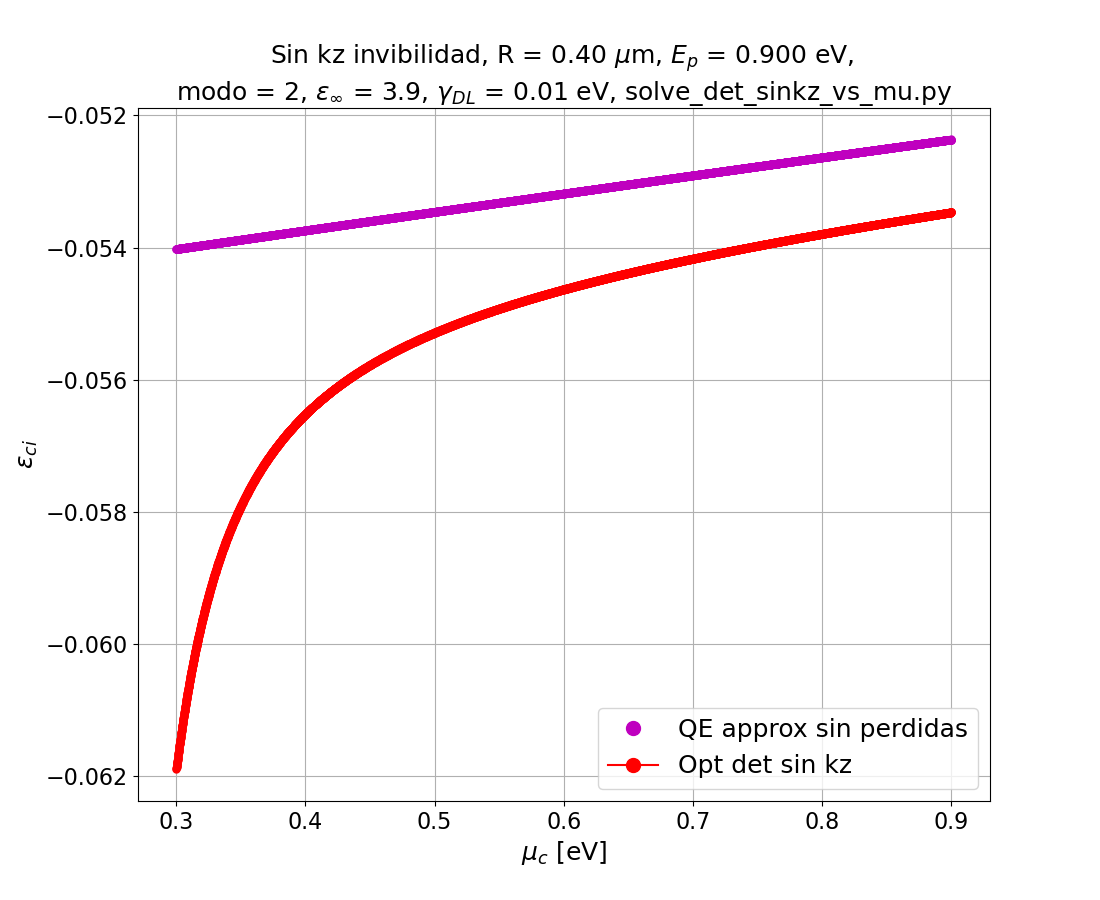 Sin kz invibilidad, R = 0.40 μm, E_p = 0.900 eV,
modo = 2, ε_∞ = 3.9, γ_DL = 0.01 eV, solve_det_sinkz_vs_mu.py
−0.052
−0.054
−0.056
−0.058
−0.060
−0.062
ε_ci
QE approx sin perdidas
Opt det sin kz
0.3 0.4 0.5 0.6 0.7 0.8 0.9
μ_c [eV]